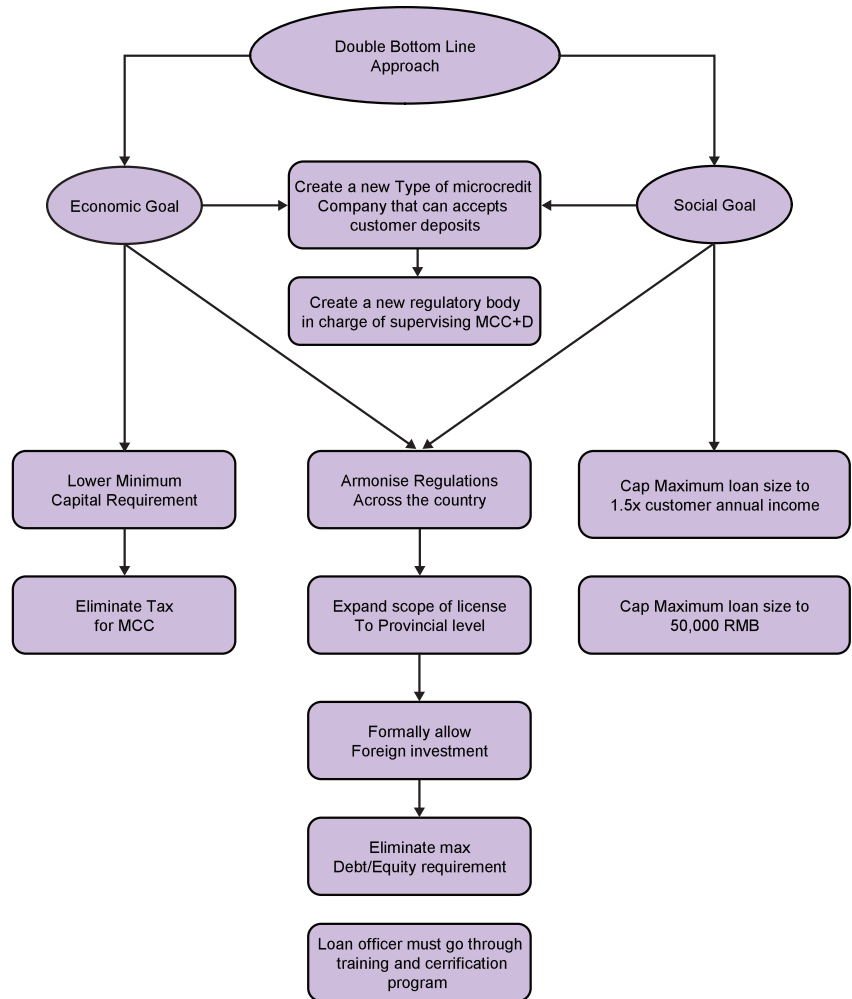 Double Bottom Line
Approach
Economic Goal
Create a new Type of microcredit
Company that can accepts
customer deposits
Social Goal
Create a new regulatory body
in charge of supervising MCC+D
Lower Minimum
Capital Requirement
Armonise Regulations
Across the country
Cap Maximum loan size to
1.5x customer annual income
Eliminate Tax
for MCC
Expand scope of license
To Provincial level
Cap Maximum loan size to
50,000 RMB
Formally allow
Foreign investment
Eliminate max
Debt/Equity requirement
Loan officer must go through
training and cerrification
program